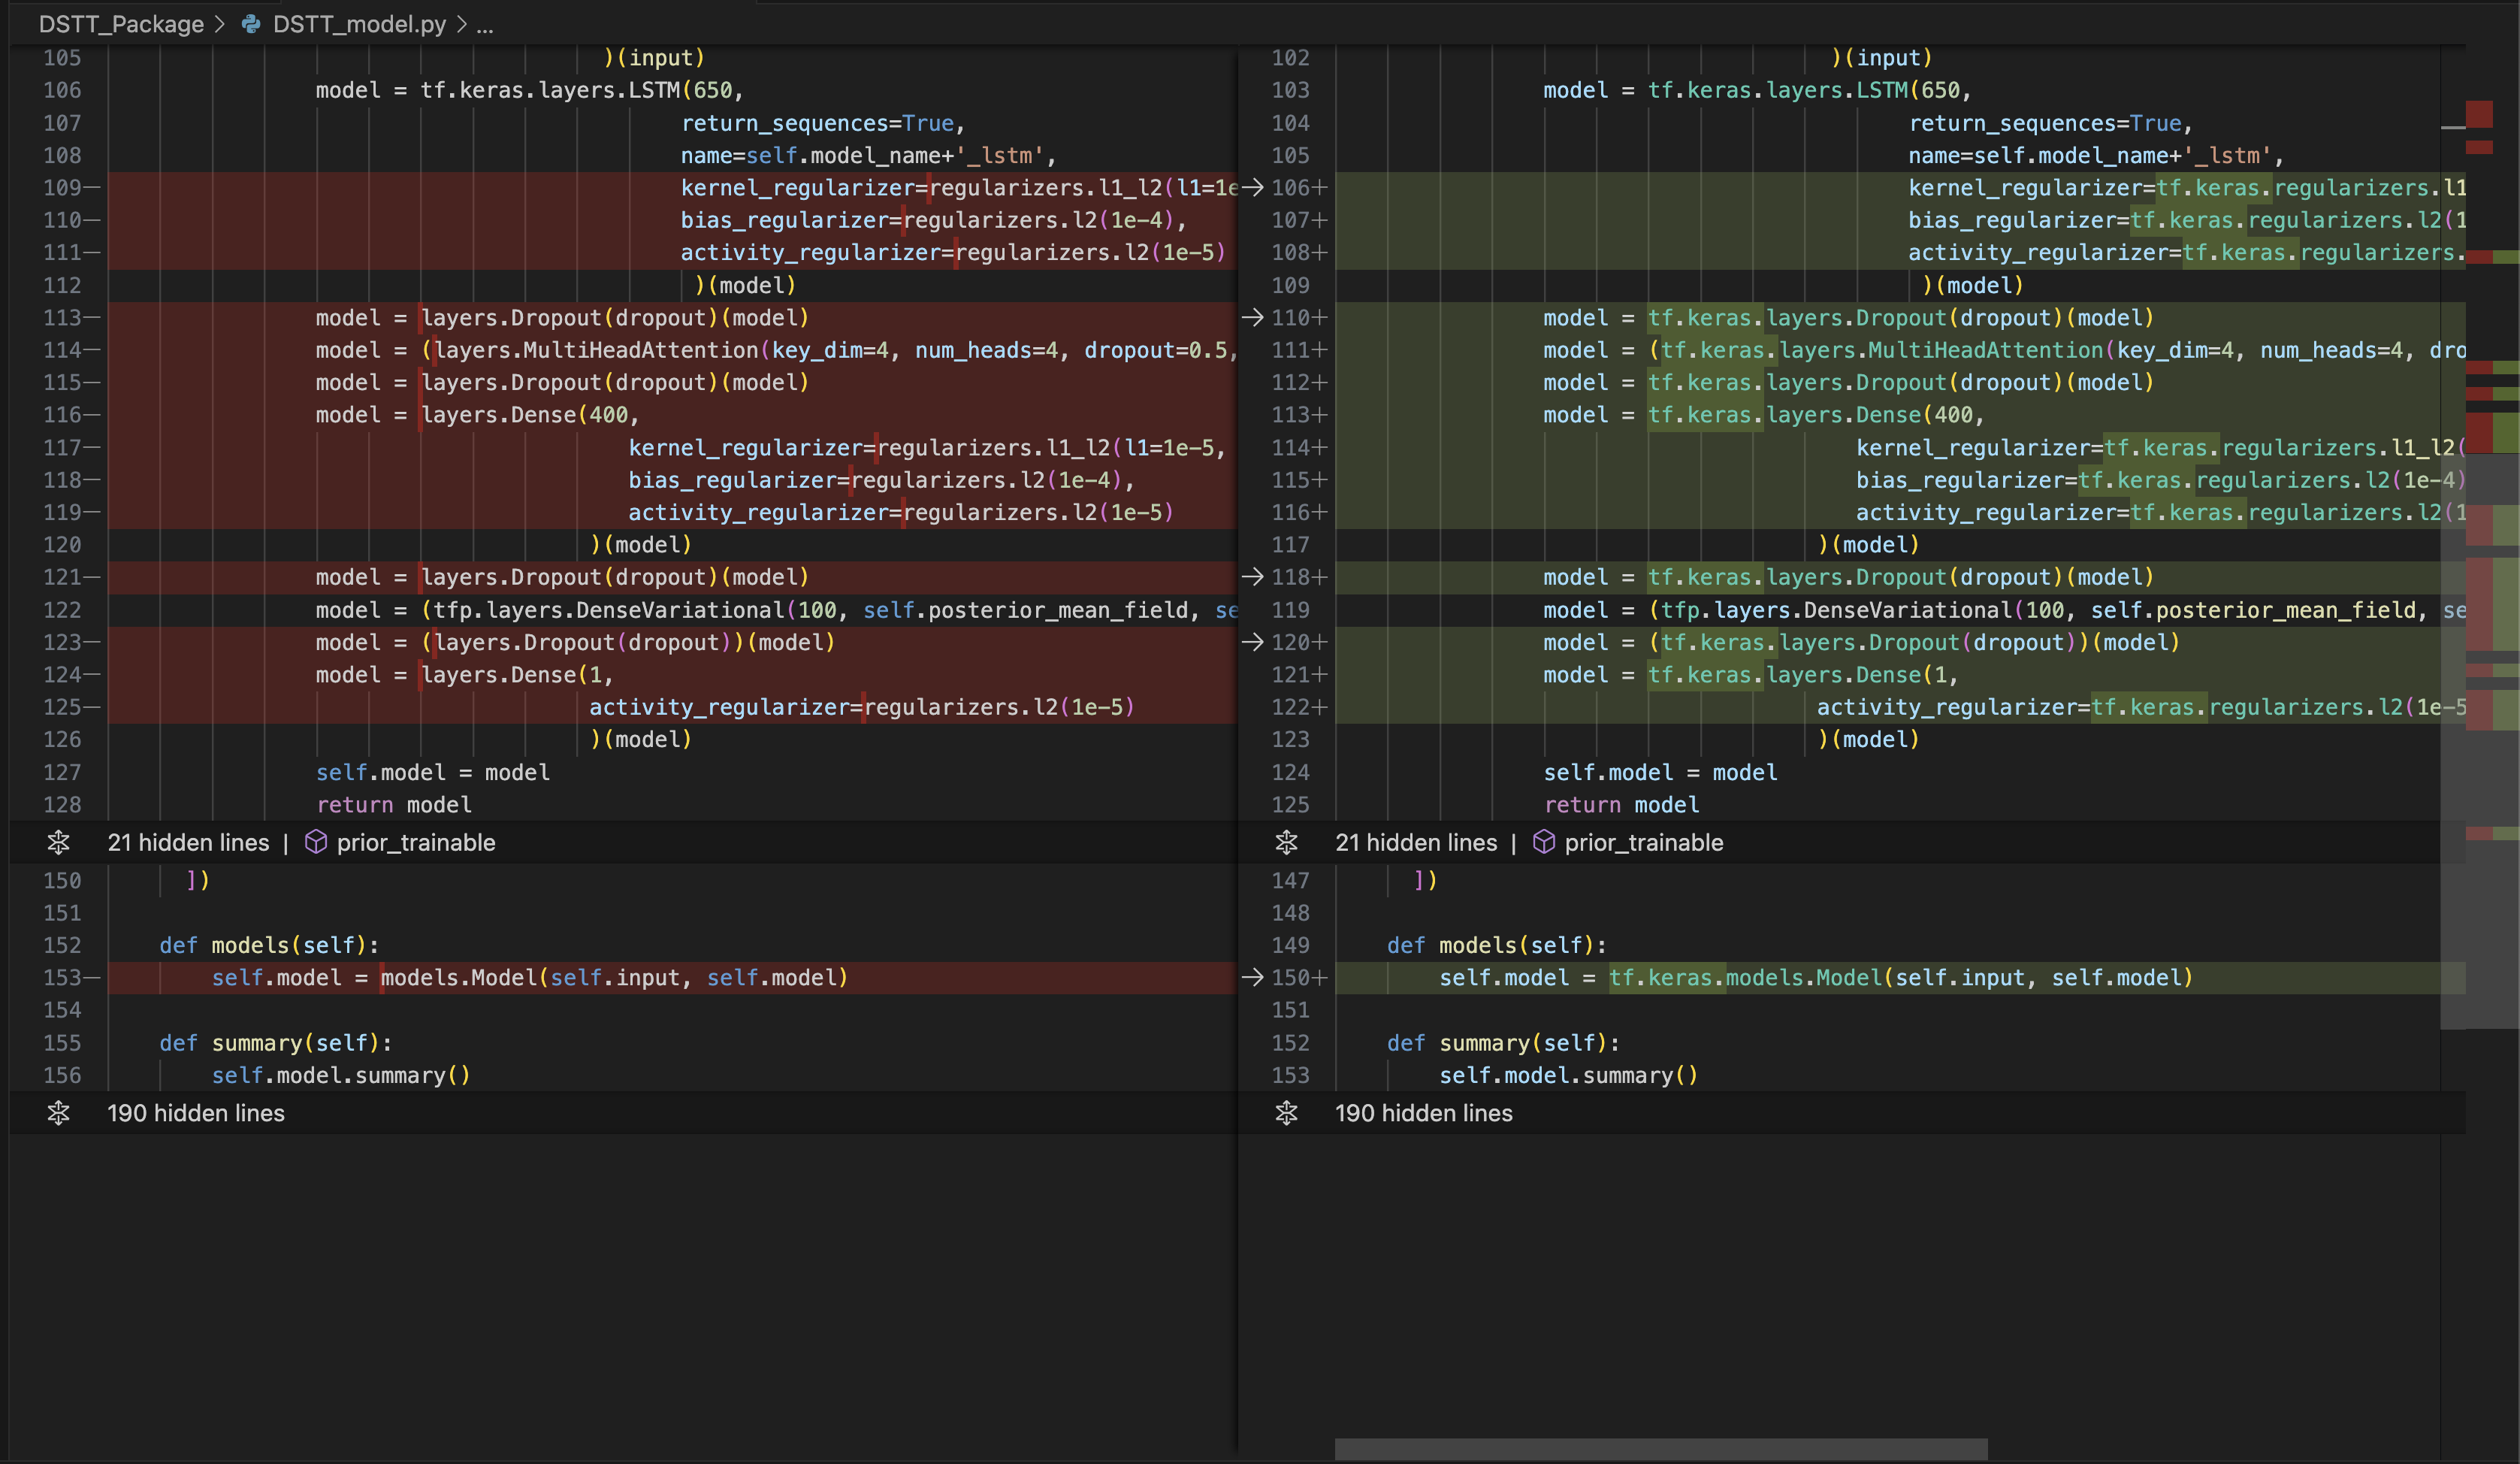 DSTT_Package > DSTT_model.py > ...
105 )(input)
106 model = tf.keras.layers.LSTM(650,
107 return_sequences=True,
108 name=self.model_name+'_lstm',
109— kernel_regularizer=regularizers.l1_l2(l1=1e
110— bias_regularizer=regularizers.l2(1e-4),
111— activity_regularizer=regularizers.l2(1e-5)
112 )(model)
113— model = layers.Dropout(dropout)(model)
114— model = (layers.MultiHeadAttention(key_dim=4, num_heads=4, dropout=0.5,
115— model = layers.Dropout(dropout)(model)
116— model = layers.Dense(400,
117— kernel_regularizer=regularizers.l1_l2(l1=1e-5,
118— bias_regularizer=regularizers.l2(1e-4),
119— activity_regularizer=regularizers.l2(1e-5)
120 )(model)
121— model = layers.Dropout(dropout)(model)
122 model = (tfp.layers.DenseVariational(100, self.posterior_mean_field, se
123— model = (layers.Dropout(dropout))(model)
124— model = layers.Dense(1,
125— activity_regularizer=regularizers.l2(1e-5)
126 )(model)
127 self.model = model
128 return model
21 hidden lines | prior_trainable
150 ])
151
152 def models(self):
153— self.model = models.Model(self.input, self.model)
154
155 def summary(self):
156 self.model.summary()
190 hidden lines
102 )(input)
103 model = tf.keras.layers.LSTM(650,
104 return_sequences=True,
105 name=self.model_name+'_lstm',
→ 106+ kernel_regularizer=tf.keras.regularizers.l1
107+ bias_regularizer=tf.keras.regularizers.l2(1
108+ activity_regularizer=tf.keras.regularizers.
109 )(model)
→ 110+ model = tf.keras.layers.Dropout(dropout)(model)
111+ model = (tf.keras.layers.MultiHeadAttention(key_dim=4, num_heads=4, dro
112+ model = tf.keras.layers.Dropout(dropout)(model)
113+ model = tf.keras.layers.Dense(400,
114+ kernel_regularizer=tf.keras.regularizers.l1_l2(
115+ bias_regularizer=tf.keras.regularizers.l2(1e-4)
116+ activity_regularizer=tf.keras.regularizers.l2(1
117 )(model)
→ 118+ model = tf.keras.layers.Dropout(dropout)(model)
119 model = (tfp.layers.DenseVariational(100, self.posterior_mean_field, se
→ 120+ model = (tf.keras.layers.Dropout(dropout))(model)
121+ model = tf.keras.layers.Dense(1,
122+ activity_regularizer=tf.keras.regularizers.l2(1e-5
123 )(model)
124 self.model = model
125 return model
21 hidden lines | prior_trainable
147 ])
148
149 def models(self):
→ 150+ self.model = tf.keras.models.Model(self.input, self.model)
151
152 def summary(self):
153 self.model.summary()
190 hidden lines